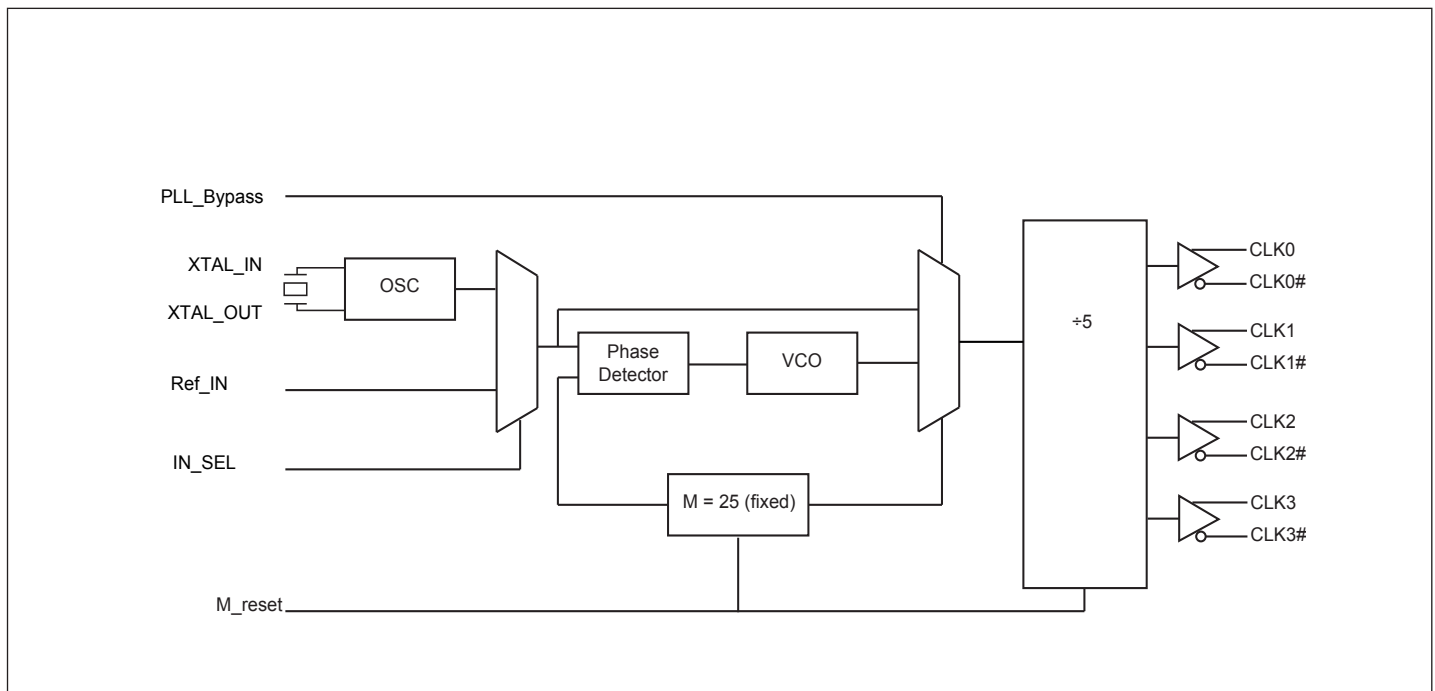 PLL_Bypass
XTAL_IN
XTAL_OUT
OSC
Ref_IN
IN_SEL
Phase
Detector
VCO
M = 25 (fixed)
M_reset
÷5
CLK0
CLK0#
CLK1
CLK1#
CLK2
CLK2#
CLK3
CLK3#